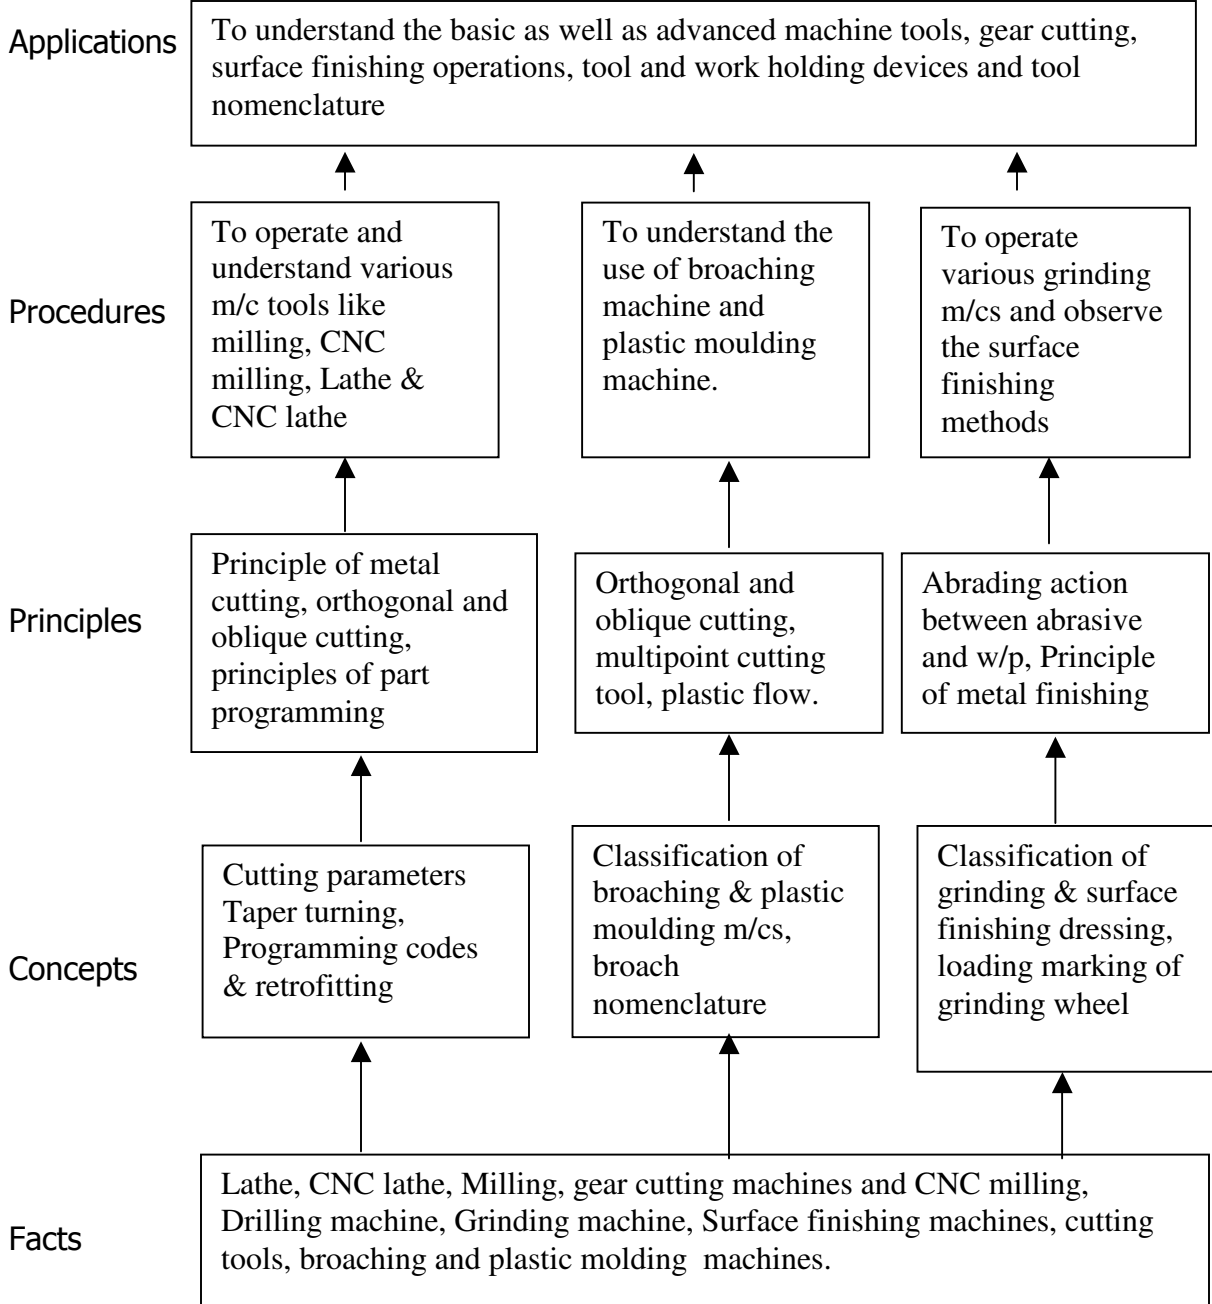 Applications
To understand the basic as well as advanced machine tools, gear cutting,
surface finishing operations, tool and work holding devices and tool
nomenclature
Procedures
To operate and
understand various
m/c tools like
milling, CNC
milling, Lathe &
CNC lathe
To understand the
use of broaching
machine and
plastic moulding
machine.
To operate
various grinding
m/cs and observe
the surface
finishing
methods
Principles
Principle of metal
cutting, orthogonal and
oblique cutting,
principles of part
programming
Orthogonal and
oblique cutting,
multipoint cutting
tool, plastic flow.
Abrading action
between abrasive
and w/p, Principle
of metal finishing
Concepts
Cutting parameters
Taper turning,
Programming codes
& retrofitting
Classification of
broaching & plastic
moulding m/cs,
broach
nomenclature
Classification of
grinding & surface
finishing dressing,
loading marking of
grinding wheel
Facts
Lathe, CNC lathe, Milling, gear cutting machines and CNC milling,
Drilling machine, Grinding machine, Surface finishing machines, cutting
tools, broaching and plastic molding  machines.